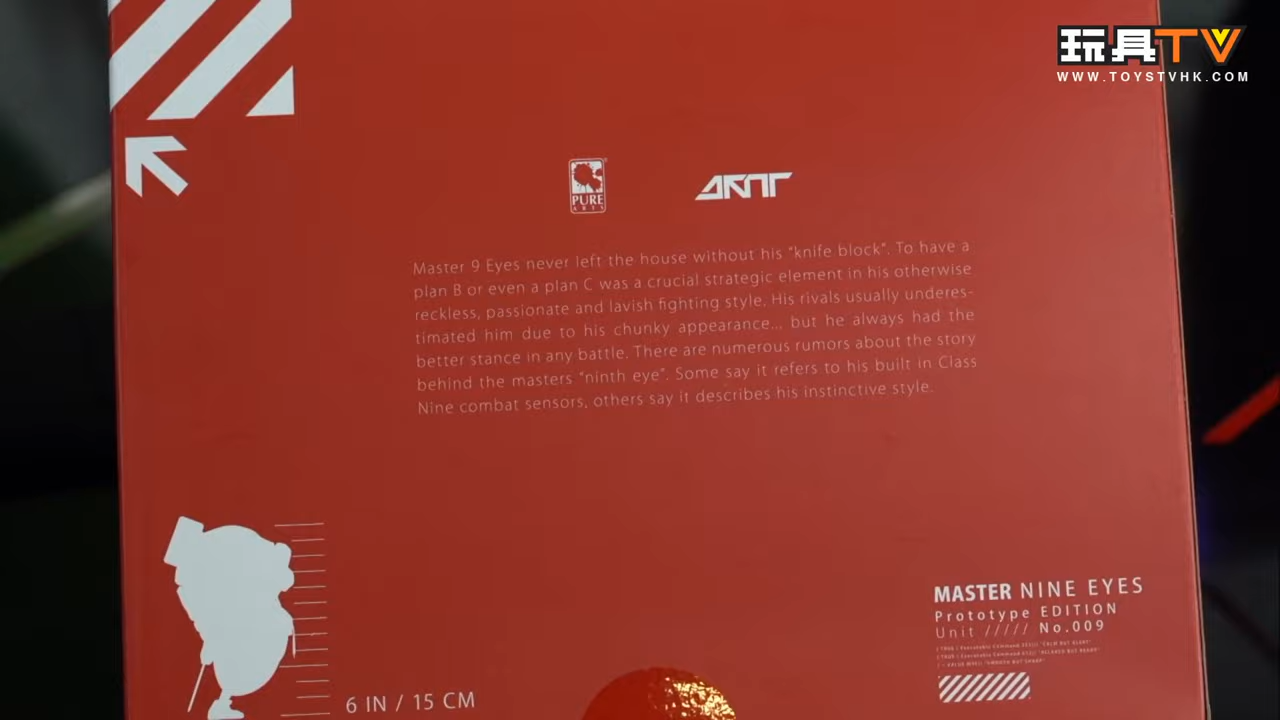 玩具TV
WWW.TOYSTVHK.COM
PURE
ARTS
Master 9 Eyes never left the house without his “knife block”. To have a
plan B or even a plan C was a crucial strategic element in his otherwise
reckless, passionate and lavish fighting style. His rivals usually underes-
timated him due to his chunky appearance... but he always had the
better stance in any battle. There are numerous rumors about the story
behind the masters “ninth eye”. Some say it refers to his built in Class
Nine combat sensors, others say it describes his instinctive style.
6 IN / 15 CM
MASTER NINE EYES
Prototype EDITION
Unit ///// No.009